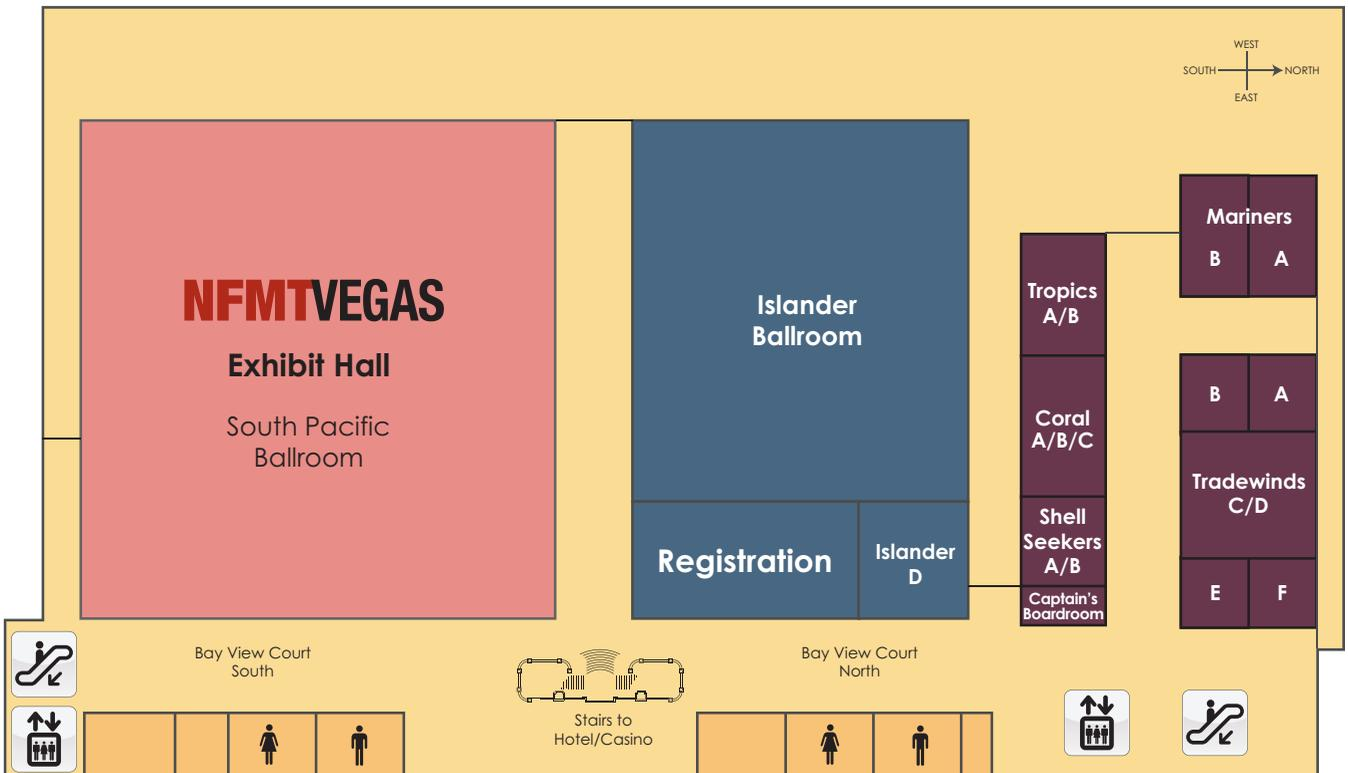 WEST
SOUTH
NORTH
EAST
NFMTVEGAS
Exhibit Hall
South Pacific
Ballroom
Islander
Ballroom
Registration
Islander
D
Tropics
A/B
Coral
A/B/C
Shell
Seekers
A/B
Captain's
Boardroom
Mariners
B A
B A
Tradewinds
C/D
E F
Bay View Court
South
Stairs to
Hotel/Casino
Bay View Court
North